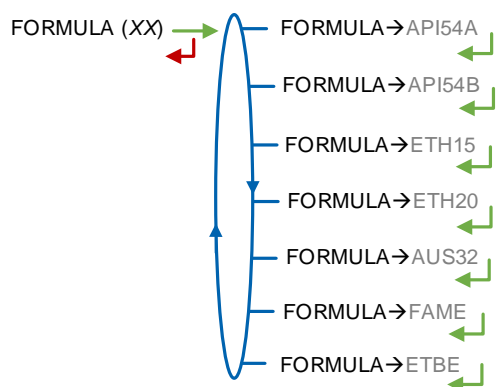 FORMULA (XX)
FORMULA→API54A
FORMULA→API54B
FORMULA→ETH15
FORMULA→ETH20
FORMULA→AUS32
FORMULA→FAME
FORMULA→ETBE